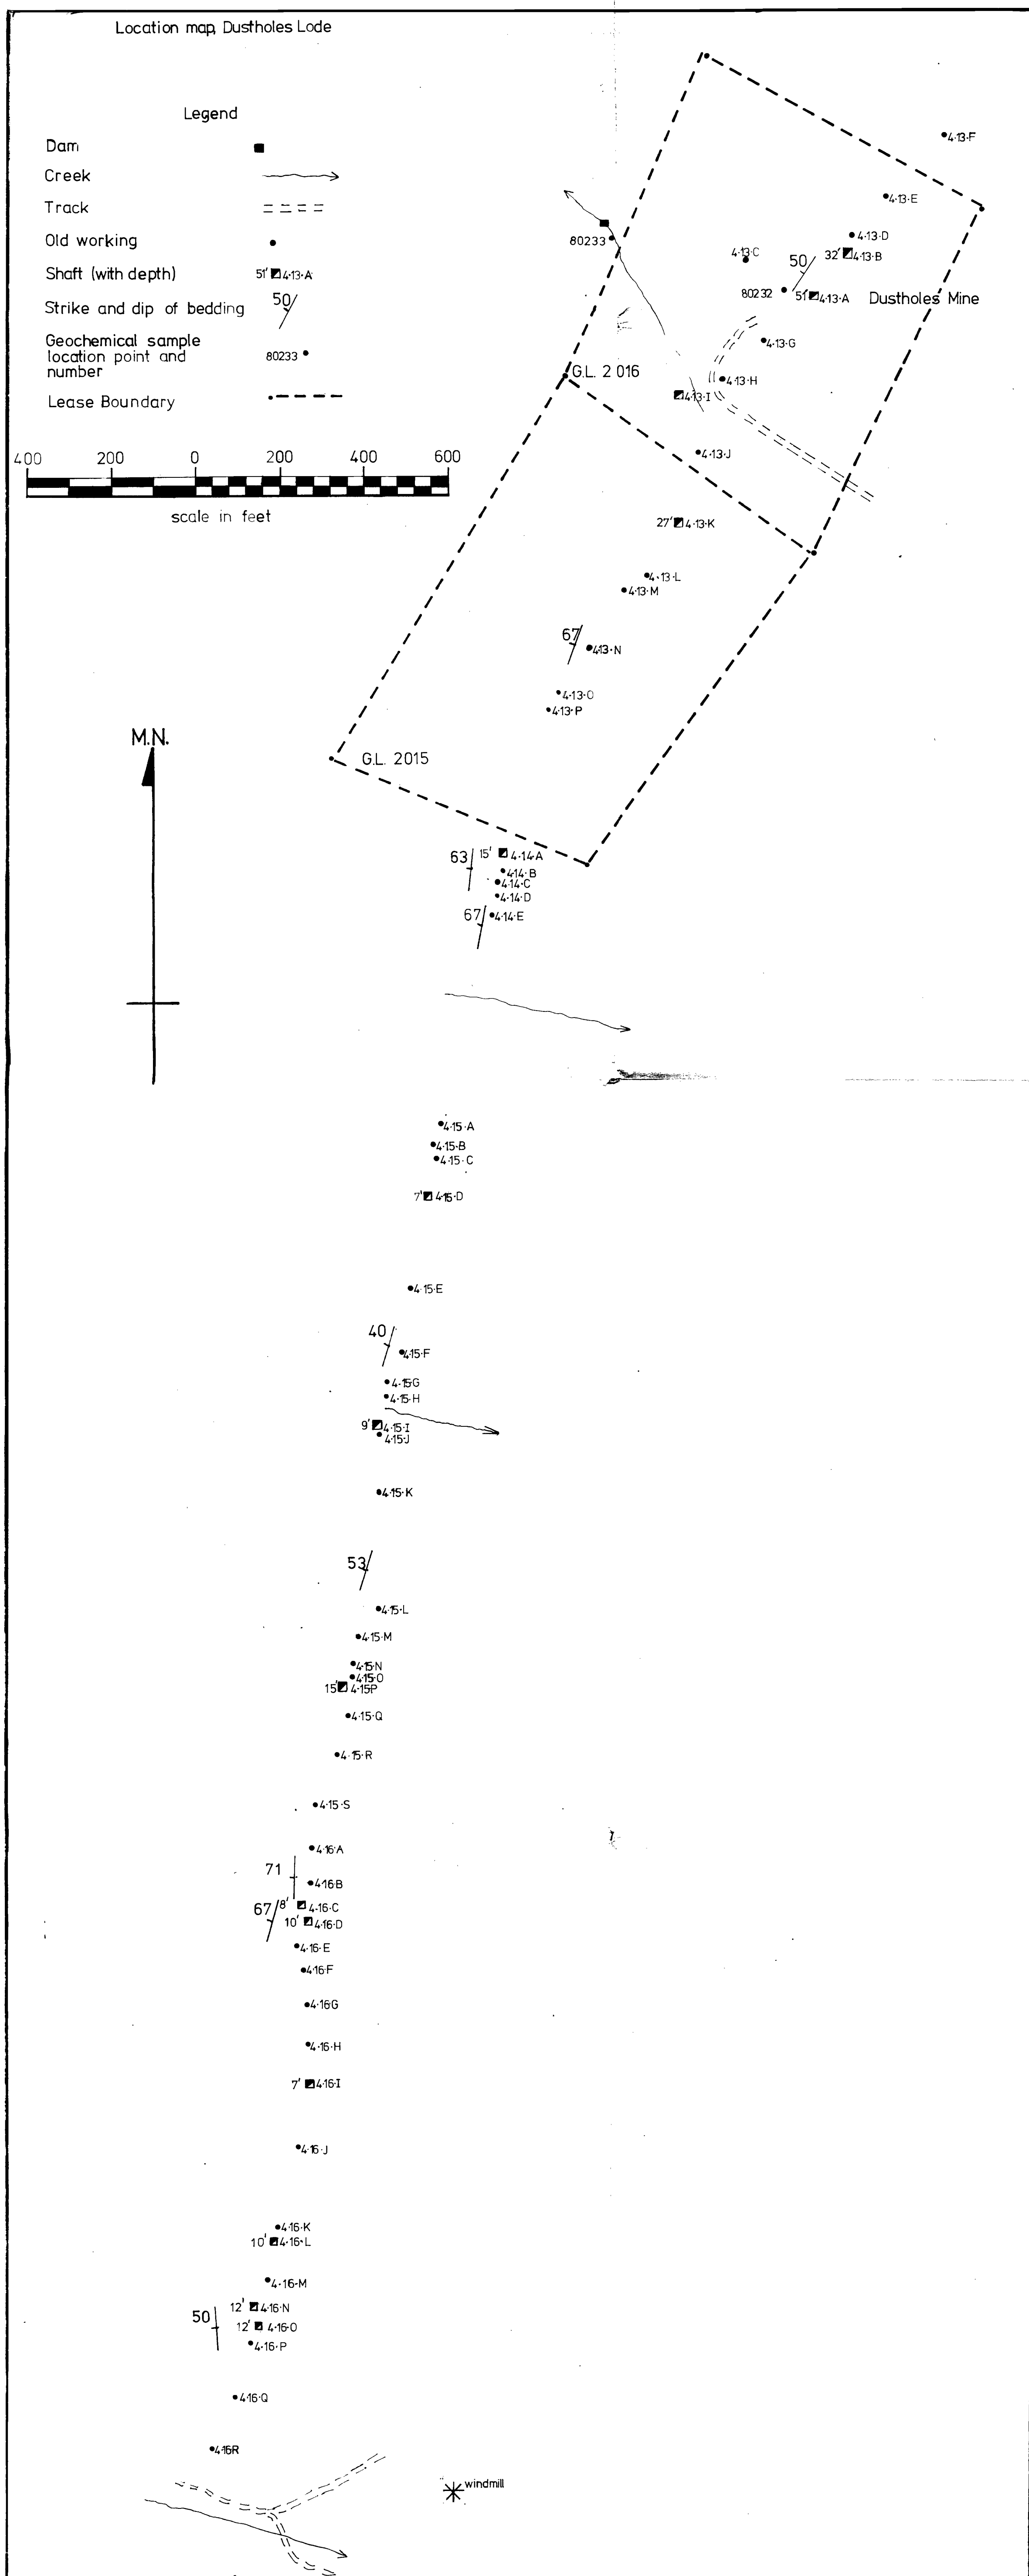 Location map, Dustholes Lode
Legend
Dam
Creek
Track
Old working
Shaft (with depth) 51' 4·13·A
Strike and dip of bedding 50
Geochemical sample
location point and 80233
number
Lease Boundary
400 200 0 200 400 600
scale in feet
4·13·F
4·13·E
4·13·D
80233
4·13·C
32' 4·13·B
50
80232
51' 4·13·A
Dustholes Mine
4·13·G
G.L. 2016
4·13·H
4·13·I
4·13·J
27' 4·13·K
4·13·L
4·13·M
67
4·13·N
4·13·O
4·13·P
M.N.
G.L. 2015
63
15' 4·14·A
4·14·B
4·14·C
4·14·D
67
4·14·E
4·15·A
4·15·B
4·15·C
7' 4·15·D
4·15·E
40
4·15·F
4·15·G
4·15·H
9' 4·15·I
4·15·J
4·15·K
53
4·15·L
4·15·M
4·15·N
4·15·O
15' 4·15P
4·15·Q
4·15·R
4·15·S
4·16·A
71
4·16B
67
8' 4·16·C
10' 4·16·D
4·16·E
4·16·F
4·16G
4·16·H
7' 4·16·I
4·16·J
4·16·K
10' 4·16·L
4·16·M
12' 4·16·N
50
12' 4·16·O
4·16·P
4·16·Q
4·16R
windmill